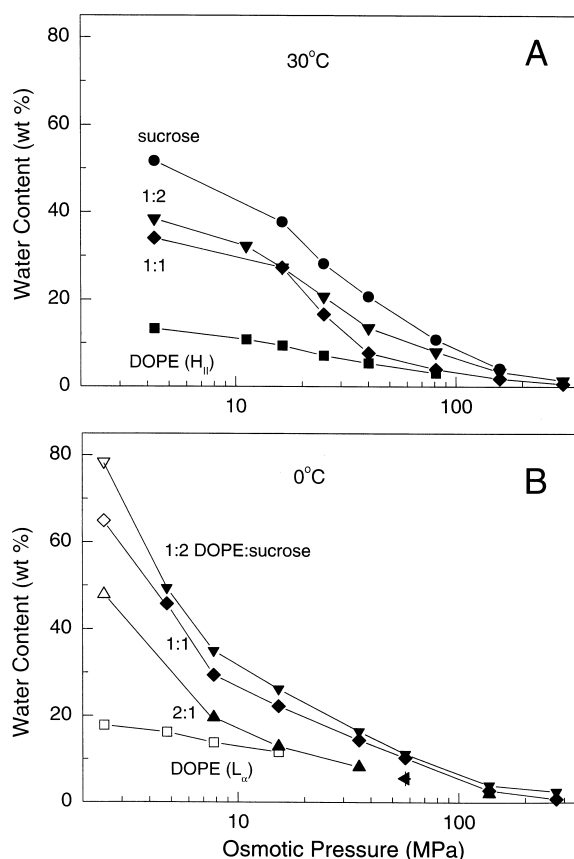 80
A
30°C
60
sucrose
1:2
40
1:1
20
DOPE (H_II)
0
10
100
Water Content (wt %)
80
B
0°C
60
1:2 DOPE:sucrose
40
1:1
20
2:1
DOPE (L_α)
0
10
100
Water Content (wt %)
Osmotic Pressure (MPa)